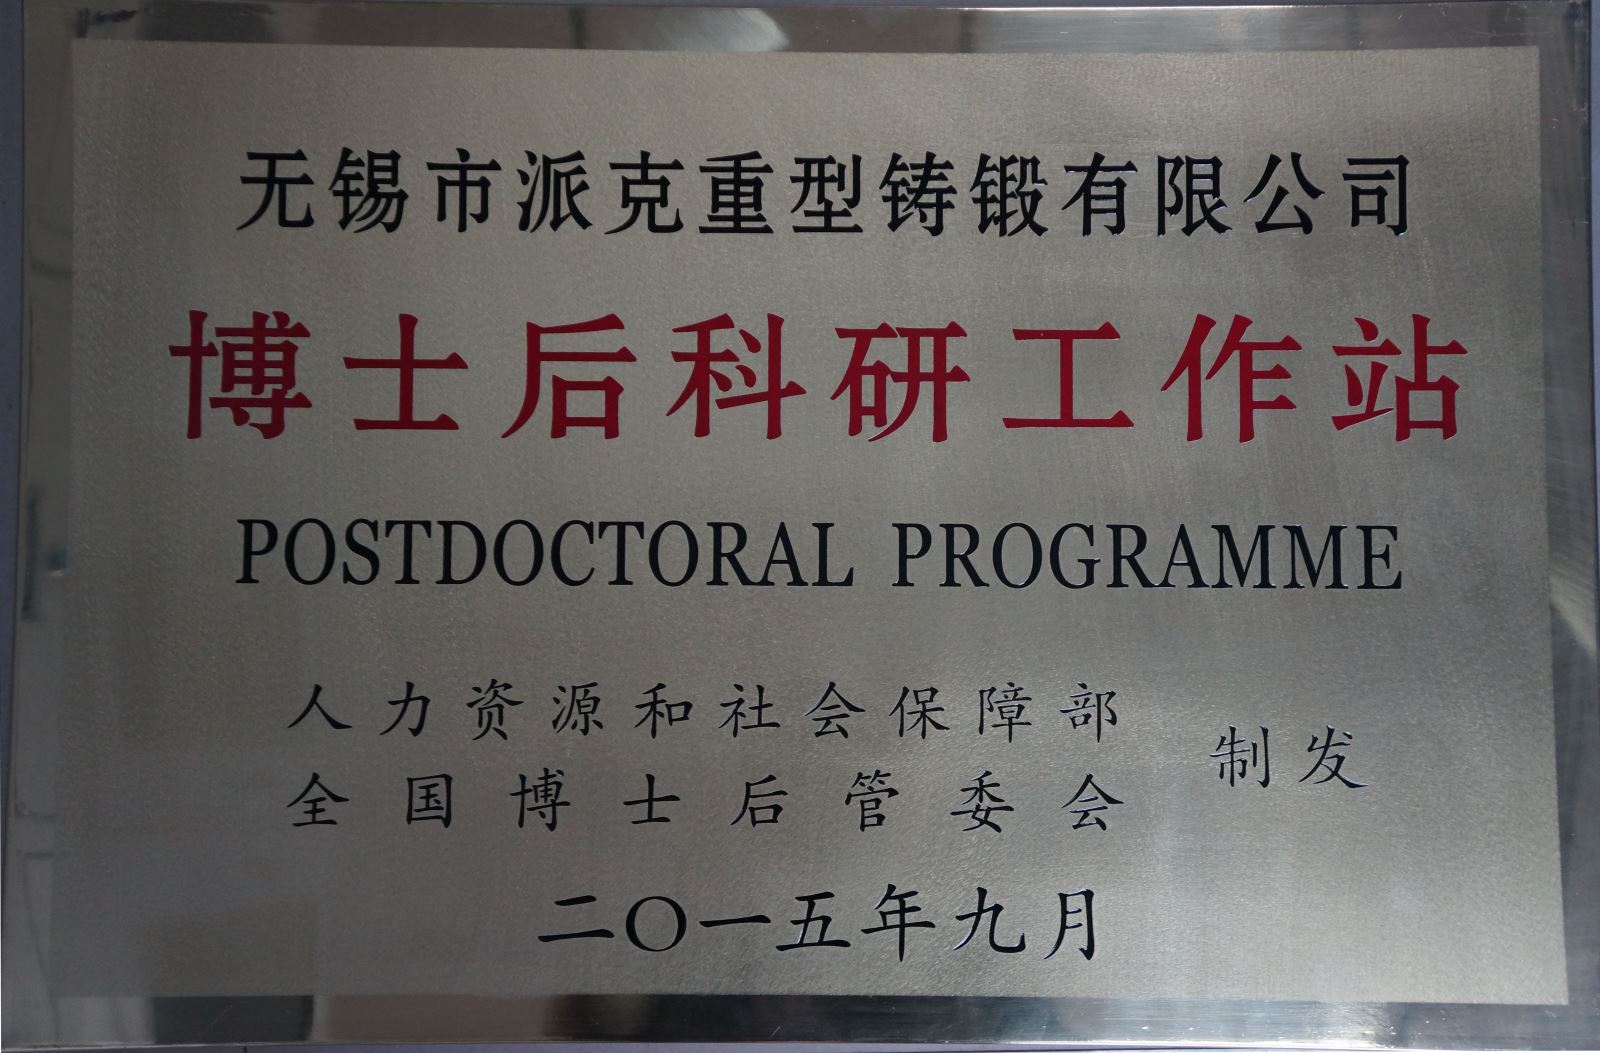 无锡市派克重型铸锻有限公司
博士后科研工作站
POSTDOCTORAL PROGRAMME
人力资源和社会保障部
全国博士后管委会
制发
二〇一五年九月